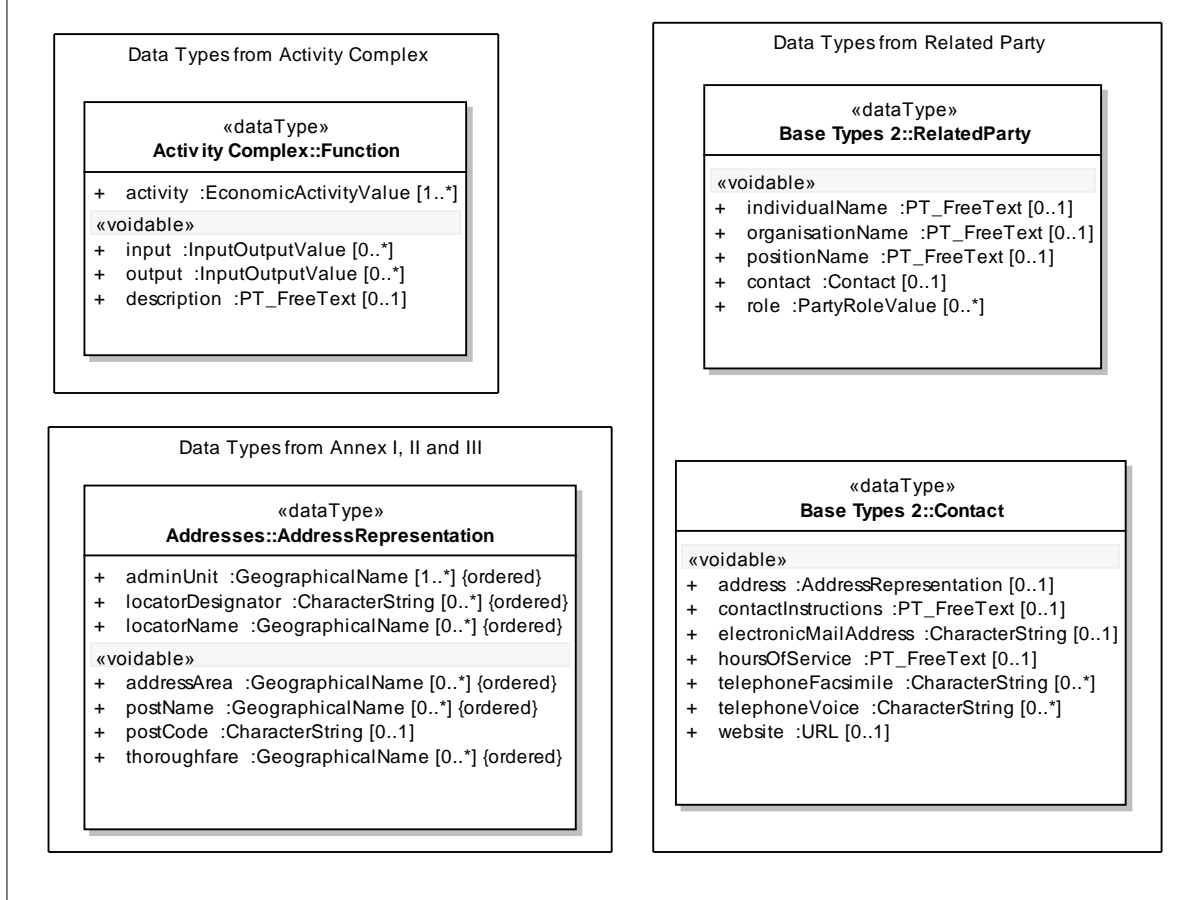 Data Types from Activity Complex
«dataType»
Activity Complex::Function
+ activity :EconomicActivityValue [1..*]
«voidable»
+ input :InputOutputValue [0..*]
+ output :InputOutputValue [0..*]
+ description :PT_FreeText [0..1]
Data Types from Related Party
«dataType»
Base Types 2::RelatedParty
«voidable»
+ individualName :PT_FreeText [0..1]
+ organisationName :PT_FreeText [0..1]
+ positionName :PT_FreeText [0..1]
+ contact :Contact [0..1]
+ role :PartyRoleValue [0..*]
Data Types from Annex I, II and III
«dataType»
Addresses::AddressRepresentation
+ adminUnit :GeographicalName [1..*] {ordered}
+ locatorDesignator :CharacterString [0..*] {ordered}
+ locatorName :GeographicalName [0..*] {ordered}
«voidable»
+ addressArea :GeographicalName [0..*] {ordered}
+ postName :GeographicalName [0..*] {ordered}
+ postCode :CharacterString [0..1]
+ thoroughfare :GeographicalName [0..*] {ordered}
«dataType»
Base Types 2::Contact
«voidable»
+ address :AddressRepresentation [0..1]
+ contactInstructions :PT_FreeText [0..1]
+ electronicMailAddress :CharacterString [0..1]
+ hoursOfService :PT_FreeText [0..1]
+ telephoneFacsimile :CharacterString [0..*]
+ telephoneVoice :CharacterString [0..*]
+ website :URL [0..1]